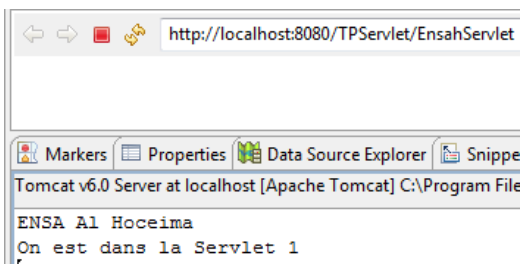 http://localhost:8080/TPServlet/EnsahServlet
Markers Properties Data Source Explorer Snippe
Tomcat v6.0 Server at localhost [Apache Tomcat] C:\Program File
ENSA Al Hoceima
On est dans la Servlet 1